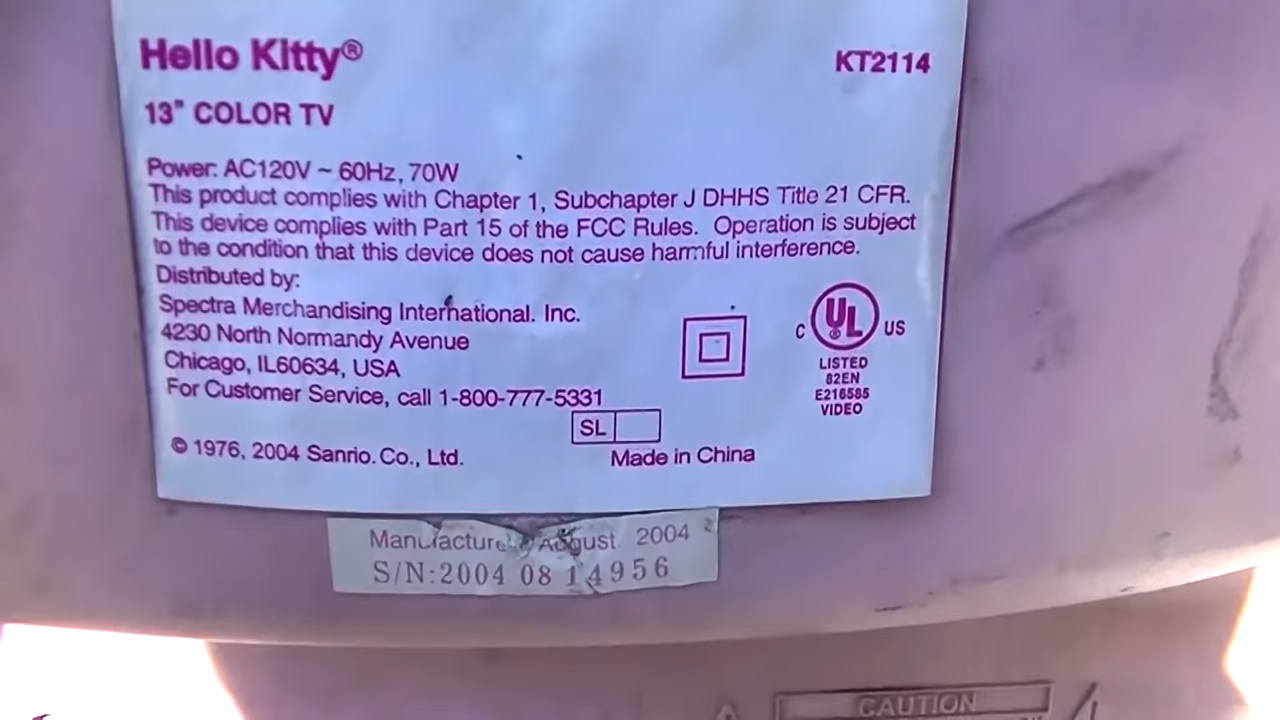 Hello Kitty®
KT2114
13" COLOR TV
Power: AC120V ~ 60Hz, 70W
This product complies with Chapter 1, Subchapter J DHHS Title 21 CFR.
This device complies with Part 15 of the FCC Rules. Operation is subject
to the condition that this device does not cause harmful interference.
Distributed by:
Spectra Merchandising International. Inc.
4230 North Normandy Avenue
Chicago, IL60634, USA
For Customer Service, call 1-800-777-5331
C UL ® US
LISTED
82EN
E216585
VIDEO
SL
© 1976, 2004 Sanrio. Co., Ltd.
Made in China
August 2004
S/N:2004 08 14956
CAUTION